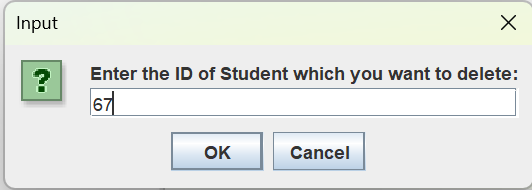 Input
Enter the ID of Student which you want to delete:
67
OK
Cancel